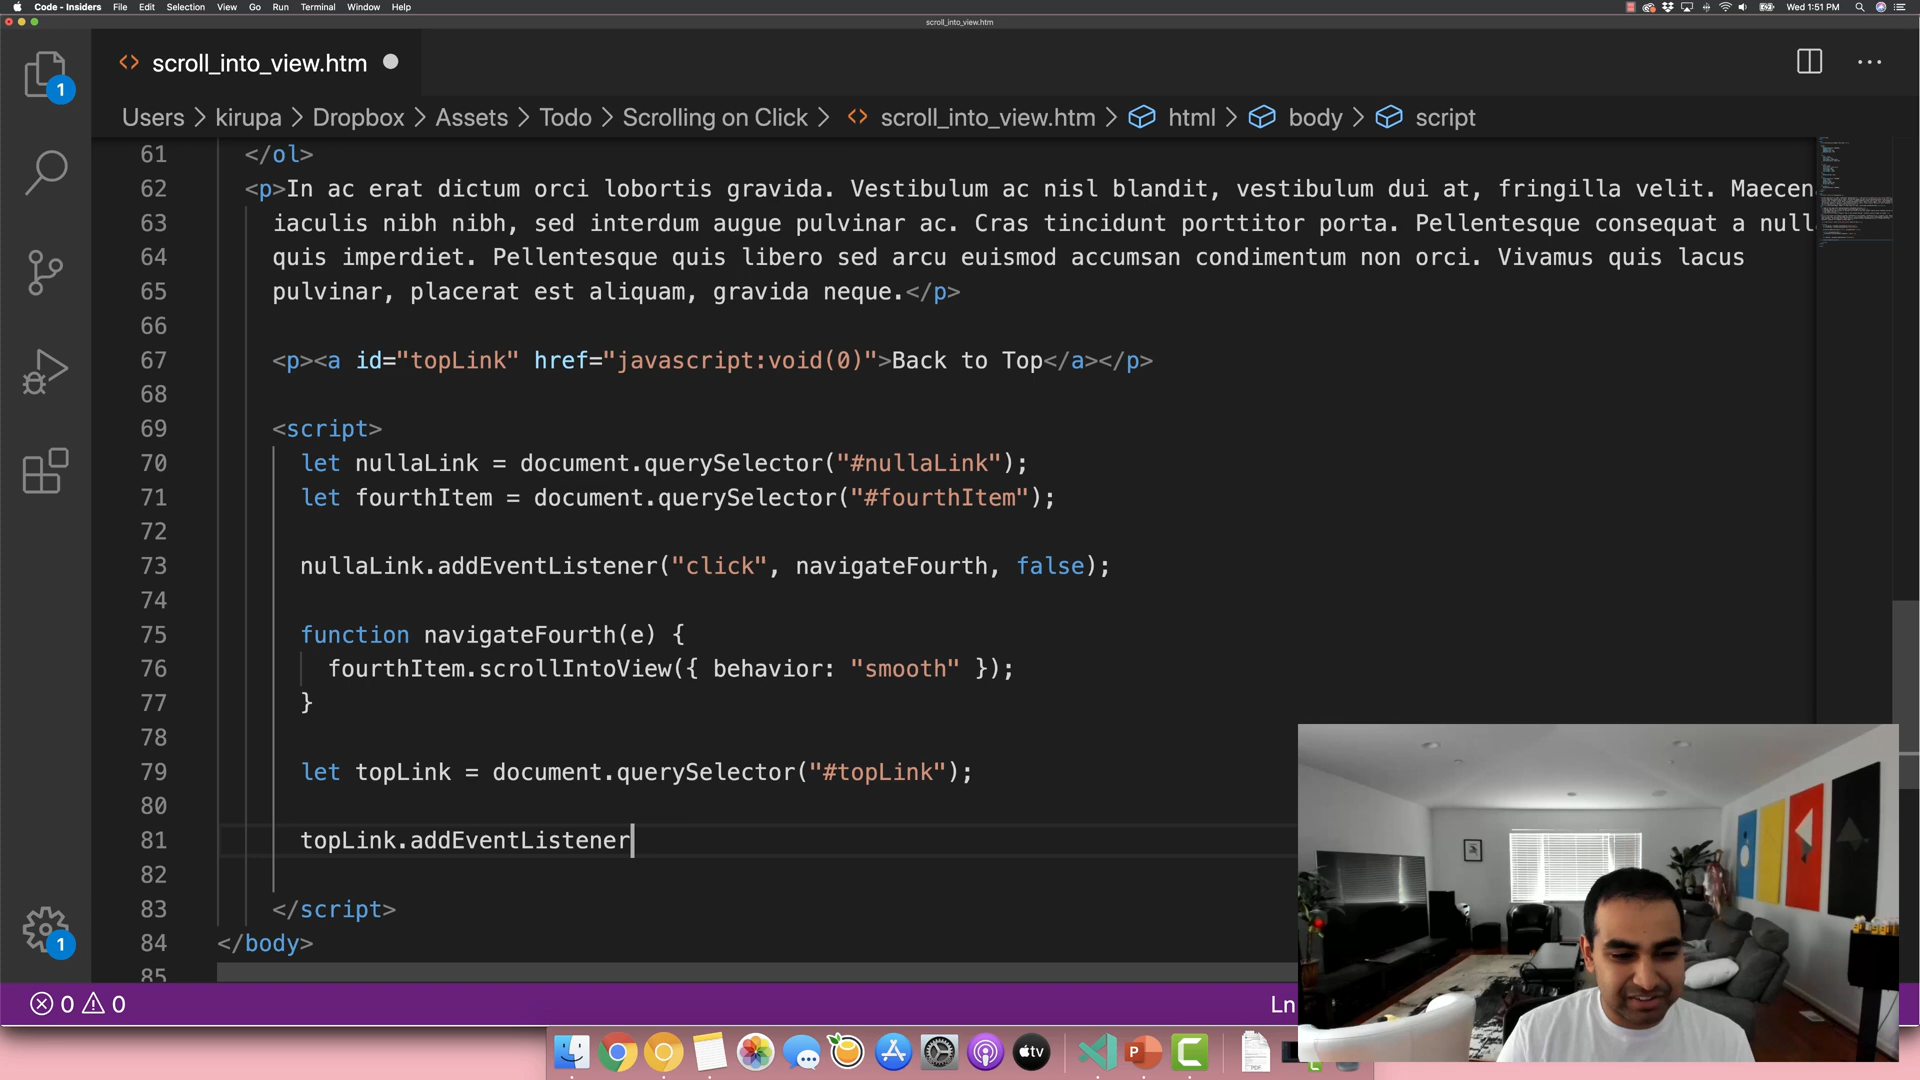 Code - Insiders File Edit Selection View Go Run Terminal Window Help
Wed 1:51 PM
scroll_into_view.htm
scroll_into_view.htm
Users > kirupa > Dropbox > Assets > Todo > Scrolling on Click > scroll_into_view.htm > html > body > script
61 </ol>
62 <p>In ac erat dictum orci lobortis gravida. Vestibulum ac nisl blandit, vestibulum dui at, fringilla velit. Maecen
63 iaculis nibh nibh, sed interdum augue pulvinar ac. Cras tincidunt porttitor porta. Pellentesque consequat a null
64 quis imperdiet. Pellentesque quis libero sed arcu euismod accumsan condimentum non orci. Vivamus quis lacus
65 pulvinar, placerat est aliquam, gravida neque.</p>
66
67 <p><a id="topLink" href="javascript:void(0)">Back to Top</a></p>
68
69 <script>
70 let nullaLink = document.querySelector("#nullaLink");
71 let fourthItem = document.querySelector("#fourthItem");
72
73 nullaLink.addEventListener("click", navigateFourth, false);
74
75 function navigateFourth(e) {
76 fourthItem.scrollIntoView({ behavior: "smooth" });
77 }
78
79 let topLink = document.querySelector("#topLink");
80
81 topLink.addEventListener
82
83 </script>
84 </body>
85
1
1
0 0
Ln
tv
P
C
PDF